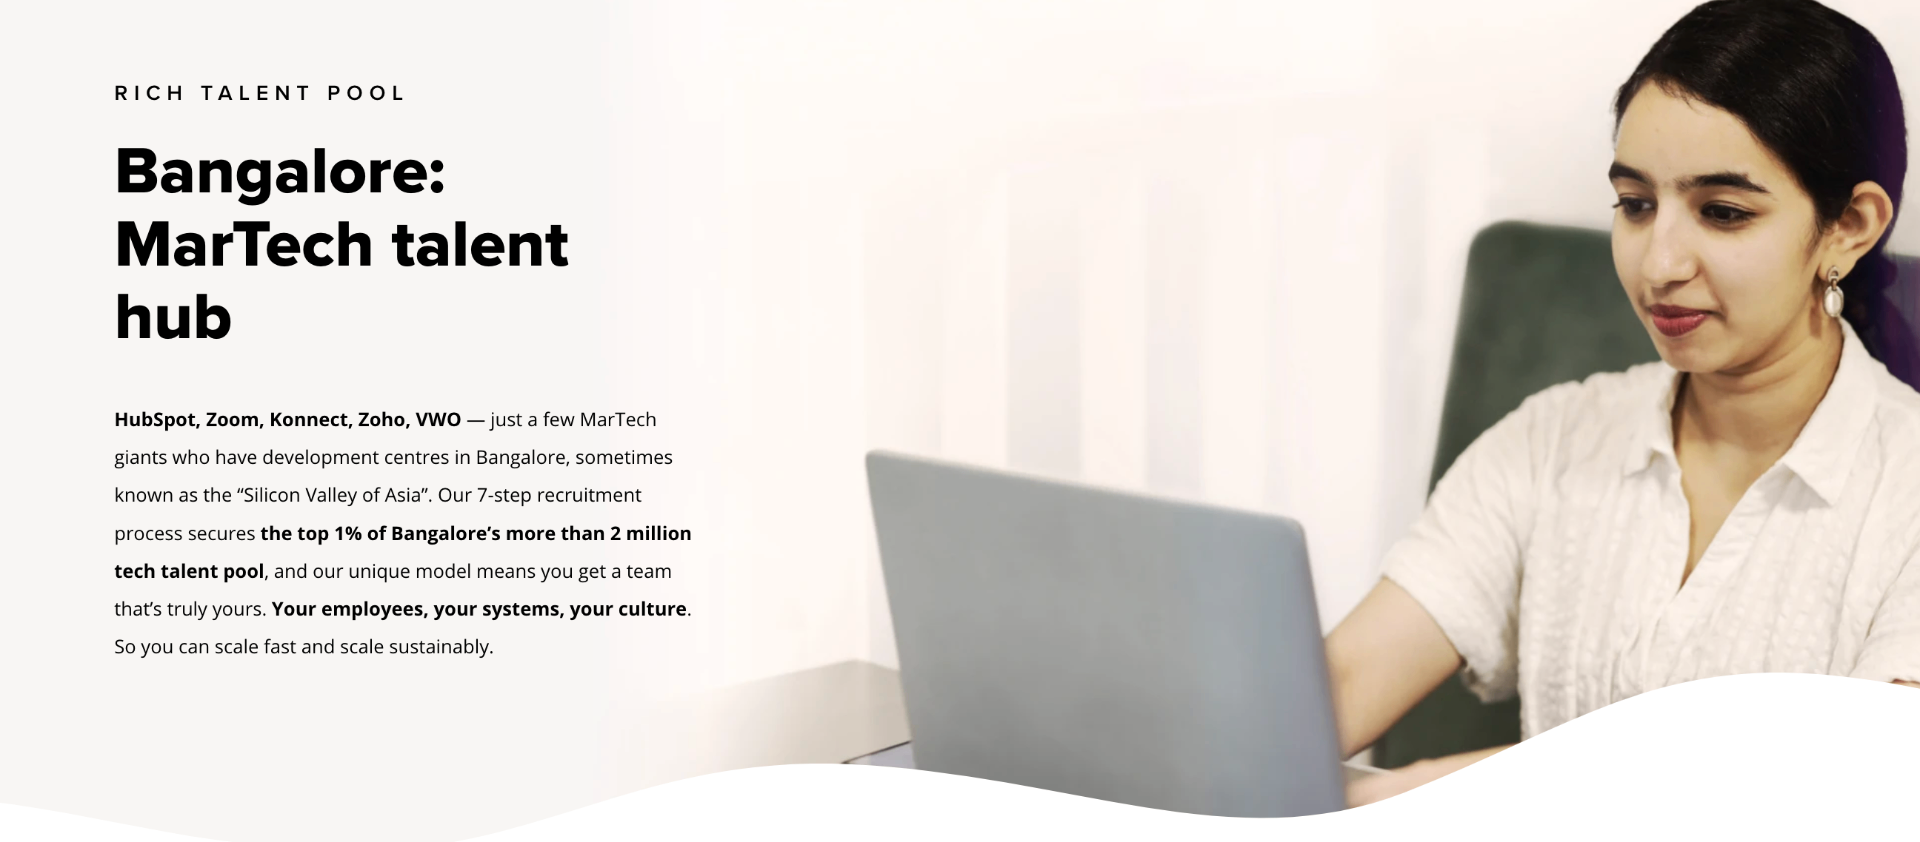 RICH TALENT POOL
Bangalore:
MarTech talent
hub
HubSpot, Zoom, Konnect, Zoho, VWO — just a few MarTech
giants who have development centres in Bangalore, sometimes
known as the “Silicon Valley of Asia”. Our 7-step recruitment
process secures the top 1% of Bangalore’s more than 2 million
tech talent pool, and our unique model means you get a team
that’s truly yours. Your employees, your systems, your culture.
So you can scale fast and scale sustainably.